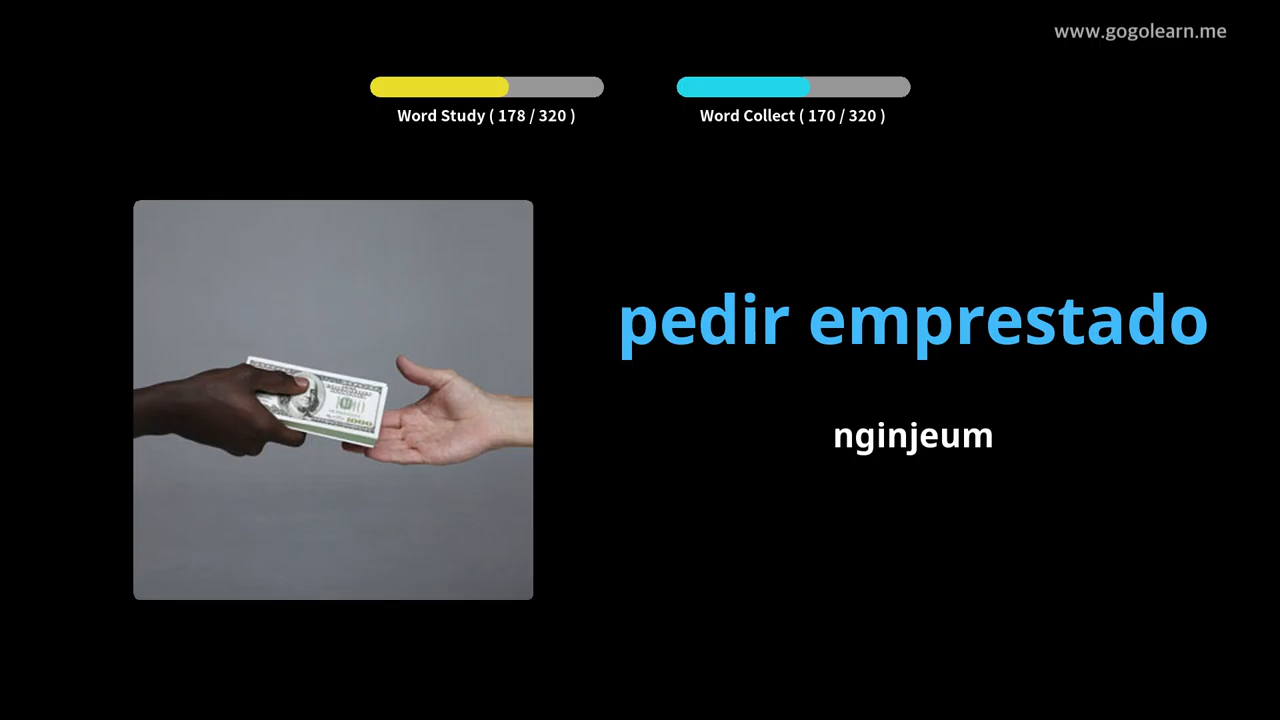 www.gogolearn.me
Word Study ( 178 / 320 )
Word Collect ( 170 / 320 )
pedir emprestado
nginjeum